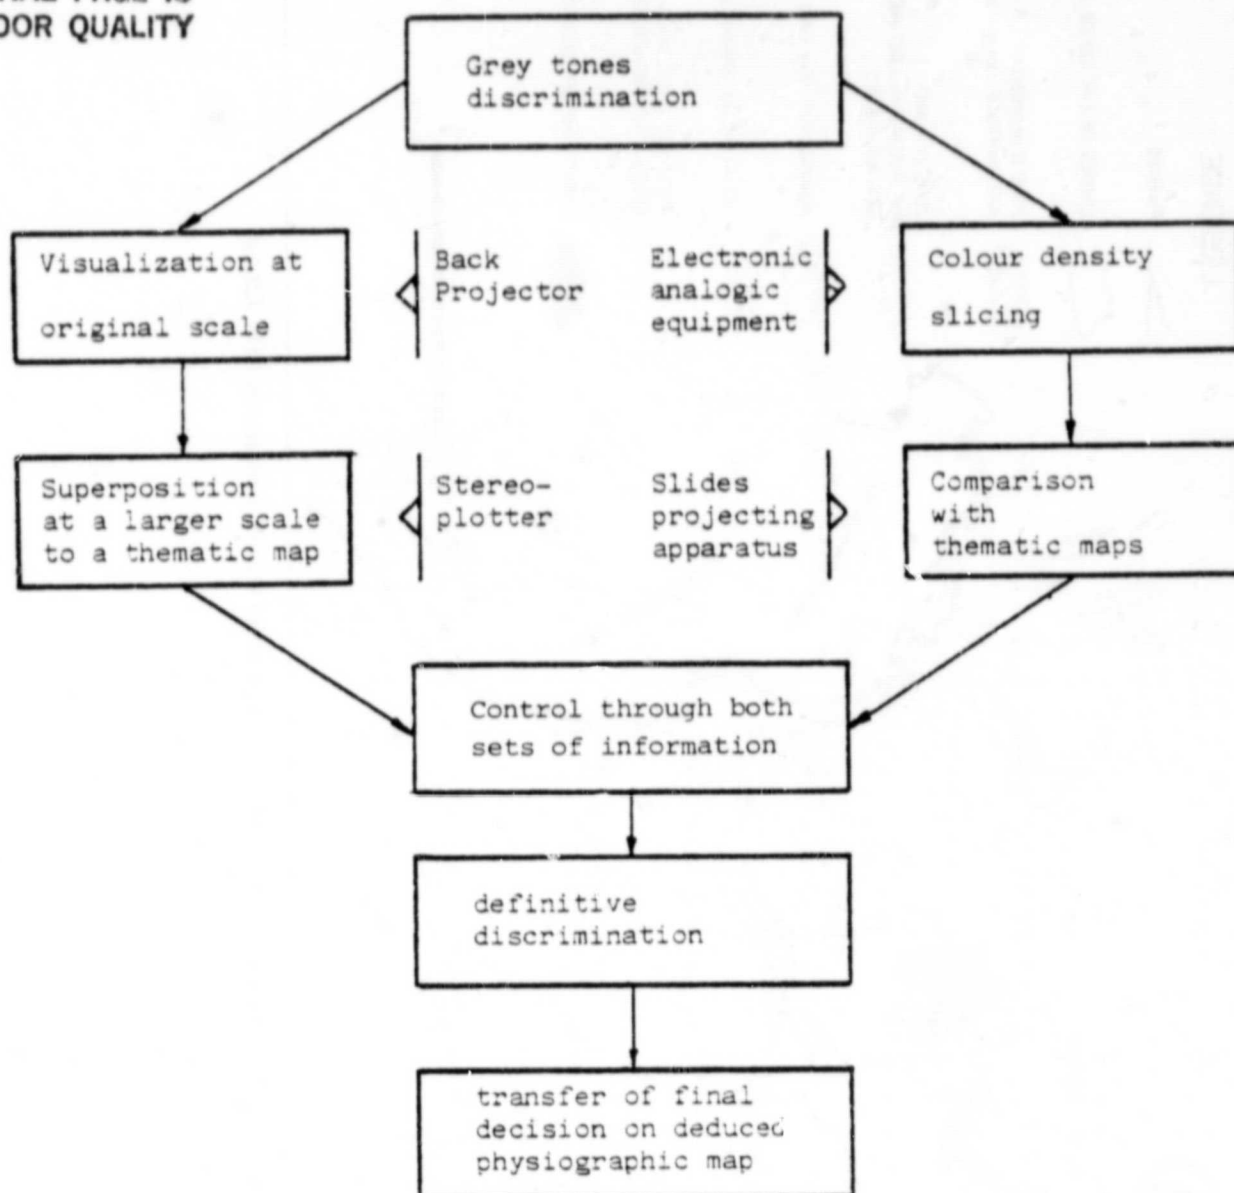 OOR QUALITY
Grey tones
discrimination
Visualization at
original scale
Back
Projector
Electronic
analogic
equipment
Colour density
slicing
Superposition
at a larger scale
to a thematic map
Stereo-
plotter
Slides
projecting
apparatus
Comparison
with
thematic maps
Control through both
sets of information
definitive
discrimination
transfer of final
decision on deduced
physiographic map